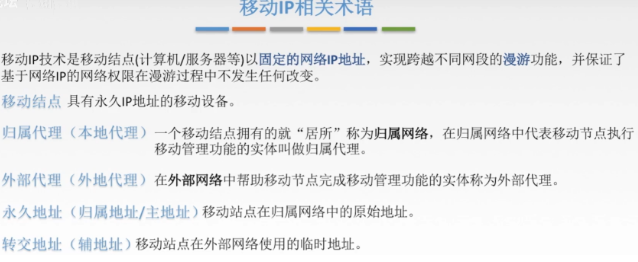 移动IP相关术语
移动IP技术是移动结点(计算机/服务器等)以固定的网络IP地址，实现跨越不同网段的漫游功能，并保证了
基于网络IP的网络权限在漫游过程中不发生任何改变。
移动结点 具有永久IP地址的移动设备。
归属代理（本地代理）一个移动结点拥有的就“居所”称为归属网络，在归属网络中代表移动节点执行
移动管理功能的实体叫做归属代理。
外部代理（外地代理）在外部网络中帮助移动节点完成移动管理功能的实体称为外部代理。
永久地址（归属地址/主地址）移动站点在归属网络中的原始地址。
转交地址（辅地址）移动站点在外部网络使用的临时地址。